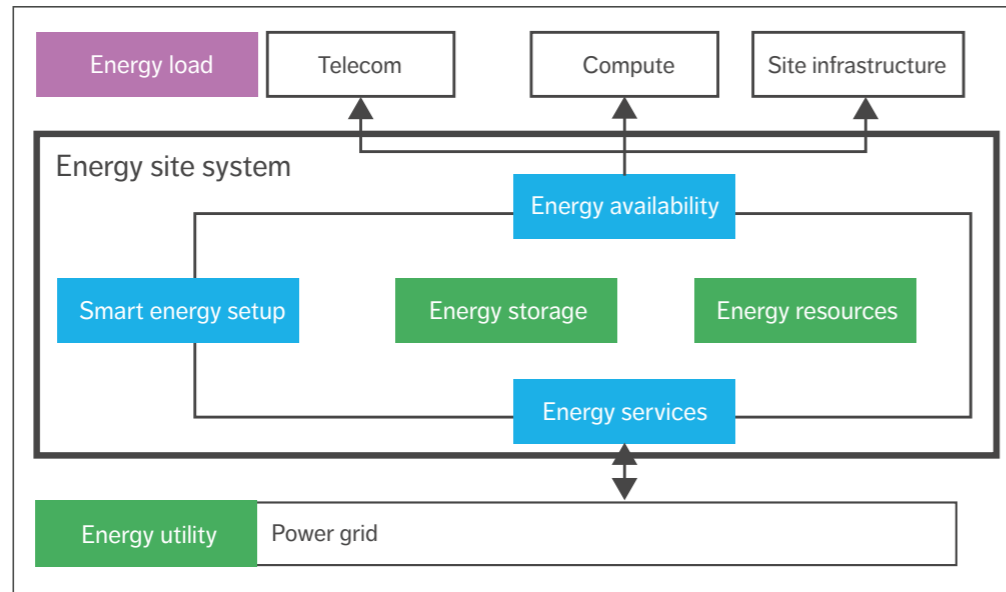 Energy load
Telecom
Compute
Site infrastructure
Energy site system
Energy availability
Smart energy setup
Energy storage
Energy resources
Energy services
Energy utility
Power grid